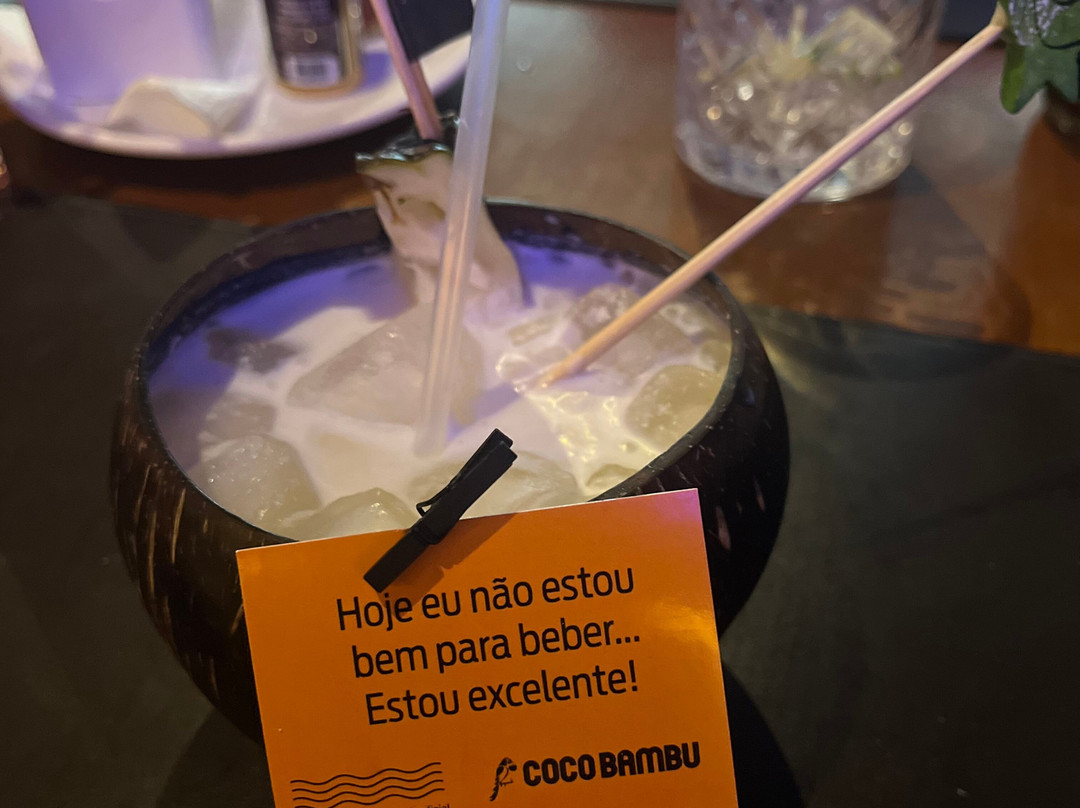 Hoje eu não estou
bem para beber...
Estou excelente!
COCO BAMBU